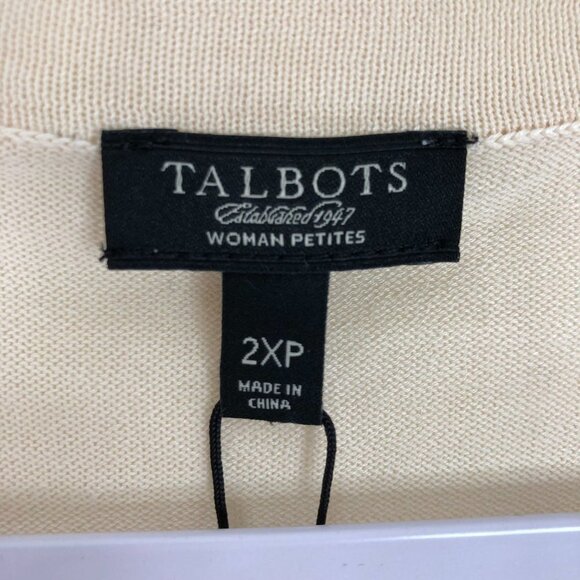 TALBOTS
Established 1947
WOMAN PETITES
2XP
MADE IN
CHINA